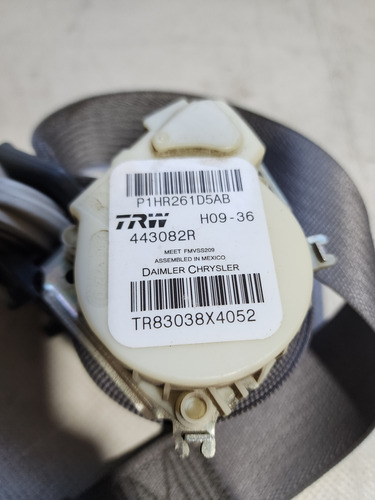 P1HR261D5AB
TRW H09-36
443082R
MEET FMVSS209
ASSEMBLED IN MEXICO
DAIMLER CHRYSLER
TR83038X4052